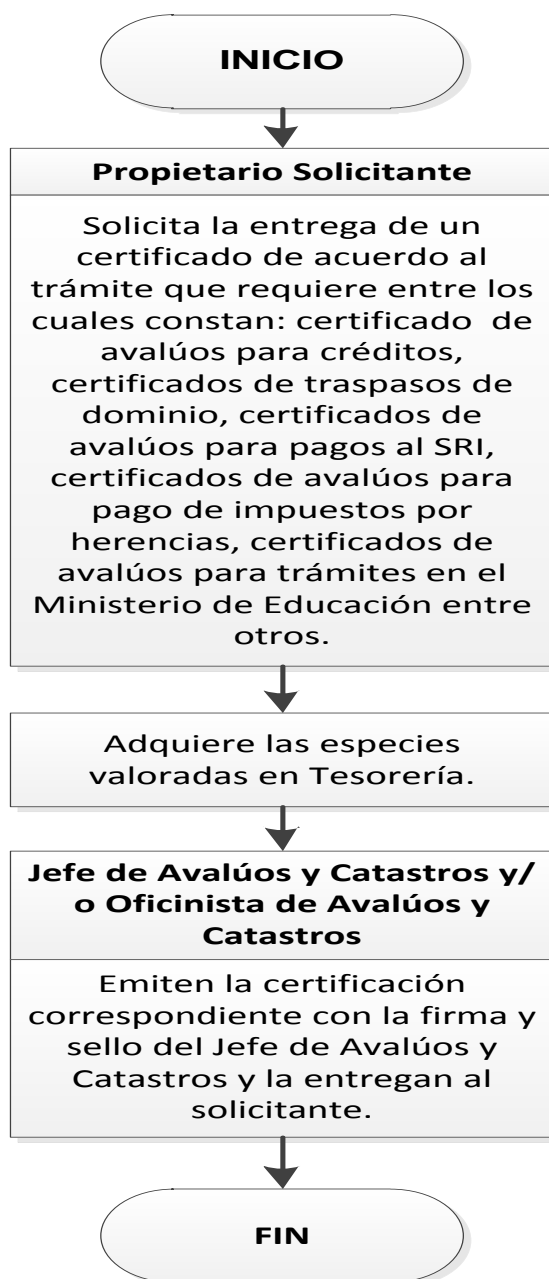 INICIO
Propietario Solicitante
Solicita la entrega de un
certificado de acuerdo al
trámite que requiere entre los
cuales constan: certificado  de
avalúos para créditos,
certificados de traspasos de
dominio, certificados de
avalúos para pagos al SRI,
certificados de avalúos para
pago de impuestos por
herencias, certificados de
avalúos para trámites en el
Ministerio de Educación entre
otros.
Adquiere las especies
valoradas en Tesorería.
Jefe de Avalúos y Catastros y/
o Oficinista de Avalúos y
Catastros
Emiten la certificación
correspondiente con la firma y
sello del Jefe de Avalúos y
Catastros y la entregan al
solicitante.
FIN